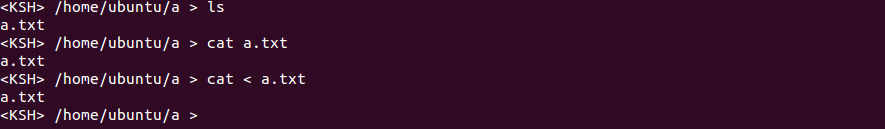 <KSH> /home/ubuntu/a > ls
a.txt
<KSH> /home/ubuntu/a > cat a.txt
a.txt
<KSH> /home/ubuntu/a > cat < a.txt
a.txt
<KSH> /home/ubuntu/a >